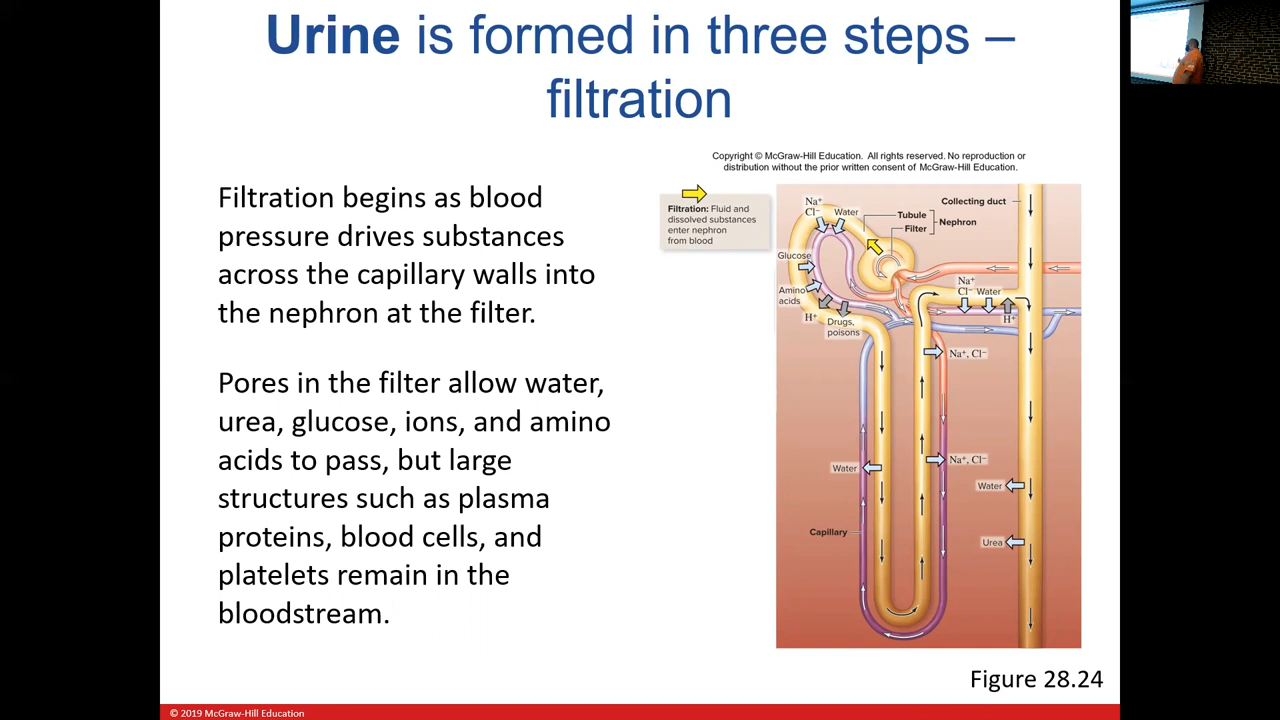 Urine is formed in three steps –
filtration
Filtration begins as blood
pressure drives substances
across the capillary walls into
the nephron at the filter.
Pores in the filter allow water,
urea, glucose, ions, and amino
acids to pass, but large
structures such as plasma
proteins, blood cells, and
platelets remain in the
bloodstream.
Copyright © McGraw-Hill Education. All rights reserved. No reproduction or
distribution without the prior written consent of McGraw-Hill Education.
Filtration: Fluid and
dissolved substances
enter nephron
from blood
Na⁺
Cl⁻
Water
Tubule
Filter
Nephron
Collecting duct
Glucose
Amino
acids
H⁺
Drugs,
poisons
Na⁺
Cl⁻ Water
H⁺
Na⁺, Cl⁻
Na⁺, Cl⁻
Water
Water
Capillary
Urea
Figure 28.24
© 2019 McGraw-Hill Education